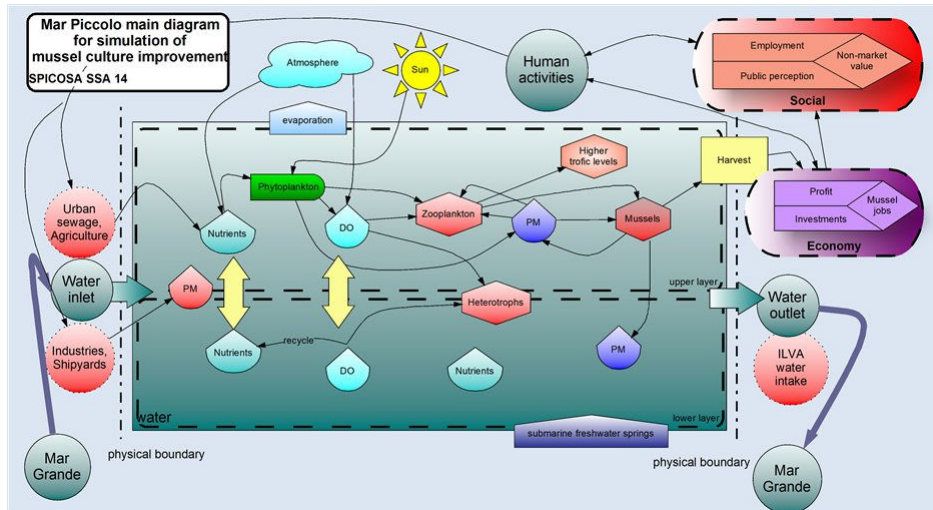 Mar Piccolo main diagram
for simulation of
mussel culture improvement
SPICOSA SSA 14
Atmosphere
Sun
Human
activities
Employment
Public perception
Non-market
value
Social
evaporation
Higher
trofic levels
Harvest
Phytoplankton
Profit
Investments
Mussel
jobs
Economy
Urban
sewage,
Agriculture
Nutrients
DO
Zooplankton
PM
Mussels
Water
inlet
PM
upper layer
Heterotrophs
Water
outlet
Industries,
Shipyards
Nutrients
recycle
DO
Nutrients
PM
ILVA
water
intake
water
lower layer
submarine freshwater springs
Mar
Grande
physical boundary
physical boundary
Mar
Grande